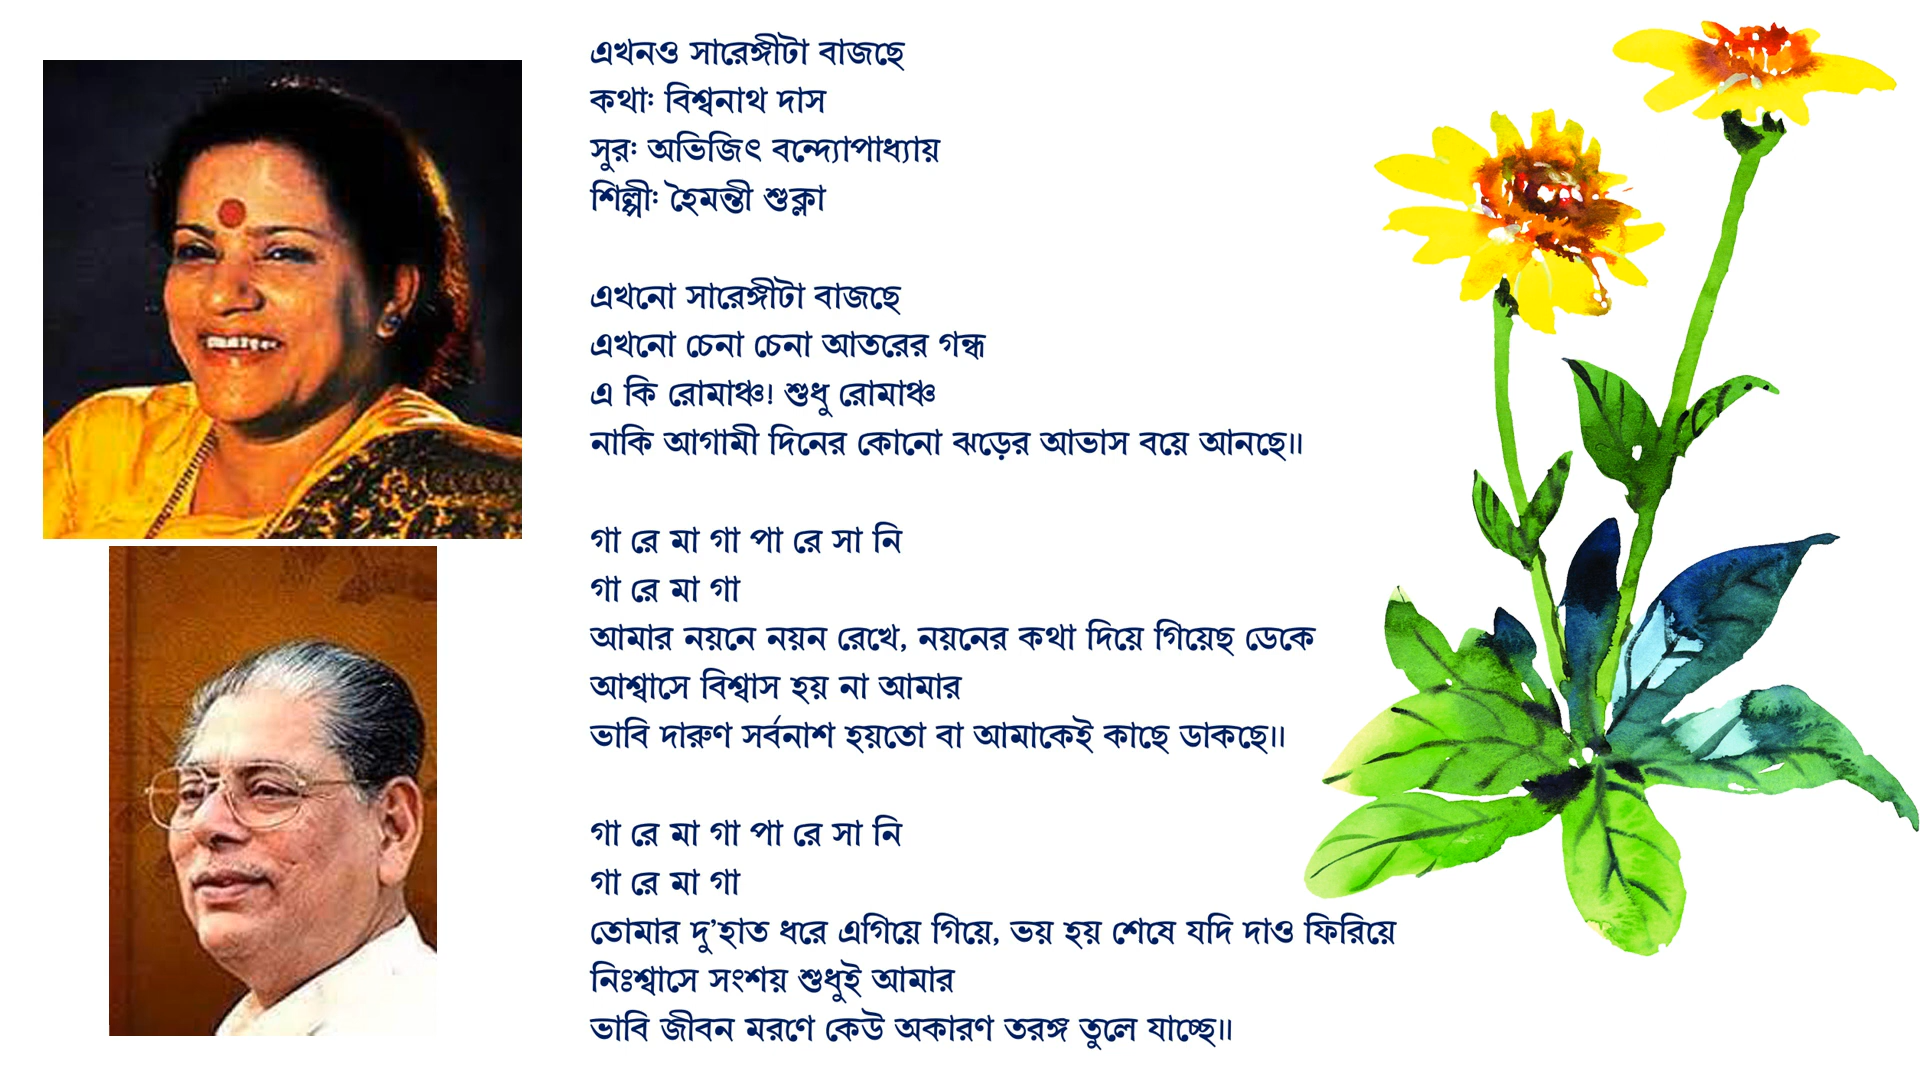 এখনও সারেঙ্গীটা বাজছে
কথাঃ বিশ্বনাথ দাস
সুরঃ অভিজিৎ বন্দ্যোপাধ্যায়
শিল্পীঃ হৈমন্তী শুক্লা
এখনো সারেঙ্গীটা বাজছে
এখনো চেনা চেনা আতরের গন্ধ
এ কি রোমাঞ্চ! শুধু রোমাঞ্চ
নাকি আগামী দিনের কোনো ঝড়ের আভাস বয়ে আনছে॥
গা রে মা গা পা রে সা নি
গা রে মা গা
আমার নয়নে নয়ন রেখে, নয়নের কথা দিয়ে গিয়েছ ডেকে
আশ্বাসে বিশ্বাস হয় না আমার
ভাবি দারুণ সর্বনাশ হয়তো বা আমাকেই কাছে ডাকছে॥
গা রে মা গা পা রে সা নি
গা রে মা গা
তোমার দু’হাত ধরে এগিয়ে গিয়ে, ভয় হয় শেষে যদি দাও ফিরিয়ে
নিঃশ্বাসে সংশয় শুধুই আমার
ভাবি জীবন মরণে কেউ অকারণ তরঙ্গ তুলে যাচ্ছে॥